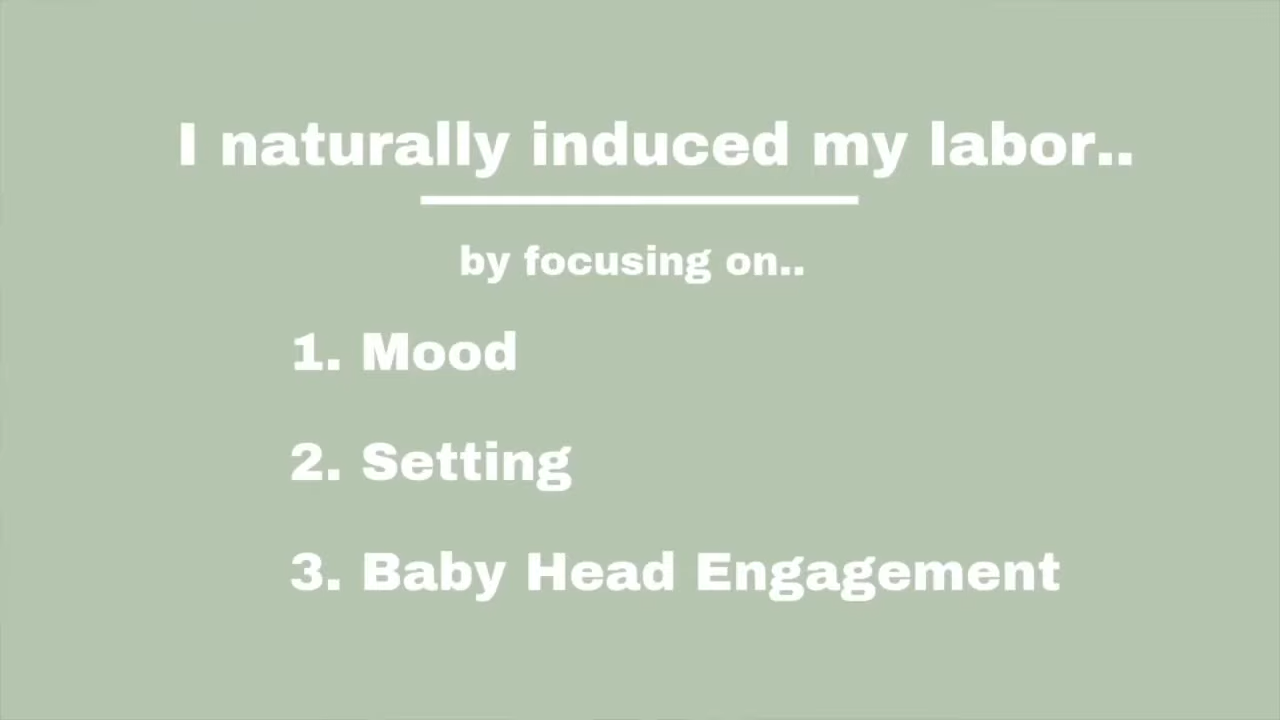 I naturally induced my labor..
by focusing on..
1. Mood
2. Setting
3. Baby Head Engagement